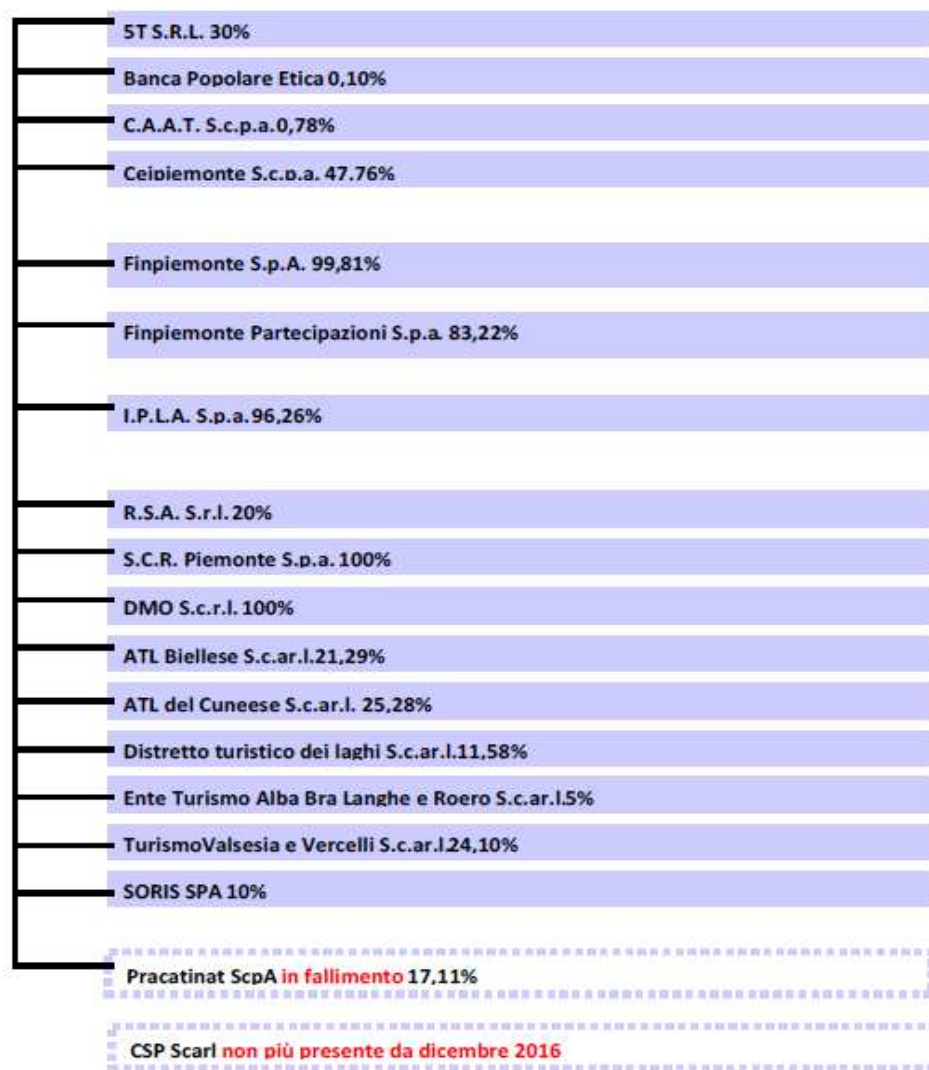 5T S.R.L. 30%
Banca Popolare Etica 0,10%
C.A.A.T. S.c.p.a. 0,78%
Ceipiemonte S.c.p.a. 47.76%
Finpiemonte S.p.A. 99,81%
Finpiemonte Partecipazioni S.p.a. 83,22%
I.P.L.A. S.p.a. 96,26%
R.S.A. S.r.l. 20%
S.C.R. Piemonte S.p.a. 100%
DMO S.c.r.l. 100%
ATL Biellese S.c.ar.l.21,29%
ATL del Cuneese S.c.ar.l. 25,28%
Distretto turistico dei laghi S.c.ar.l.11,58%
Ente Turismo Alba Bra Langhe e Roero S.c.ar.l.5%
TurismoValsesia e Vercelli S.c.ar.l.24,10%
SORIS SPA 10%
Pracatinat ScpA in fallimento 17,11%
CSP Scarl non più presente da dicembre 2016